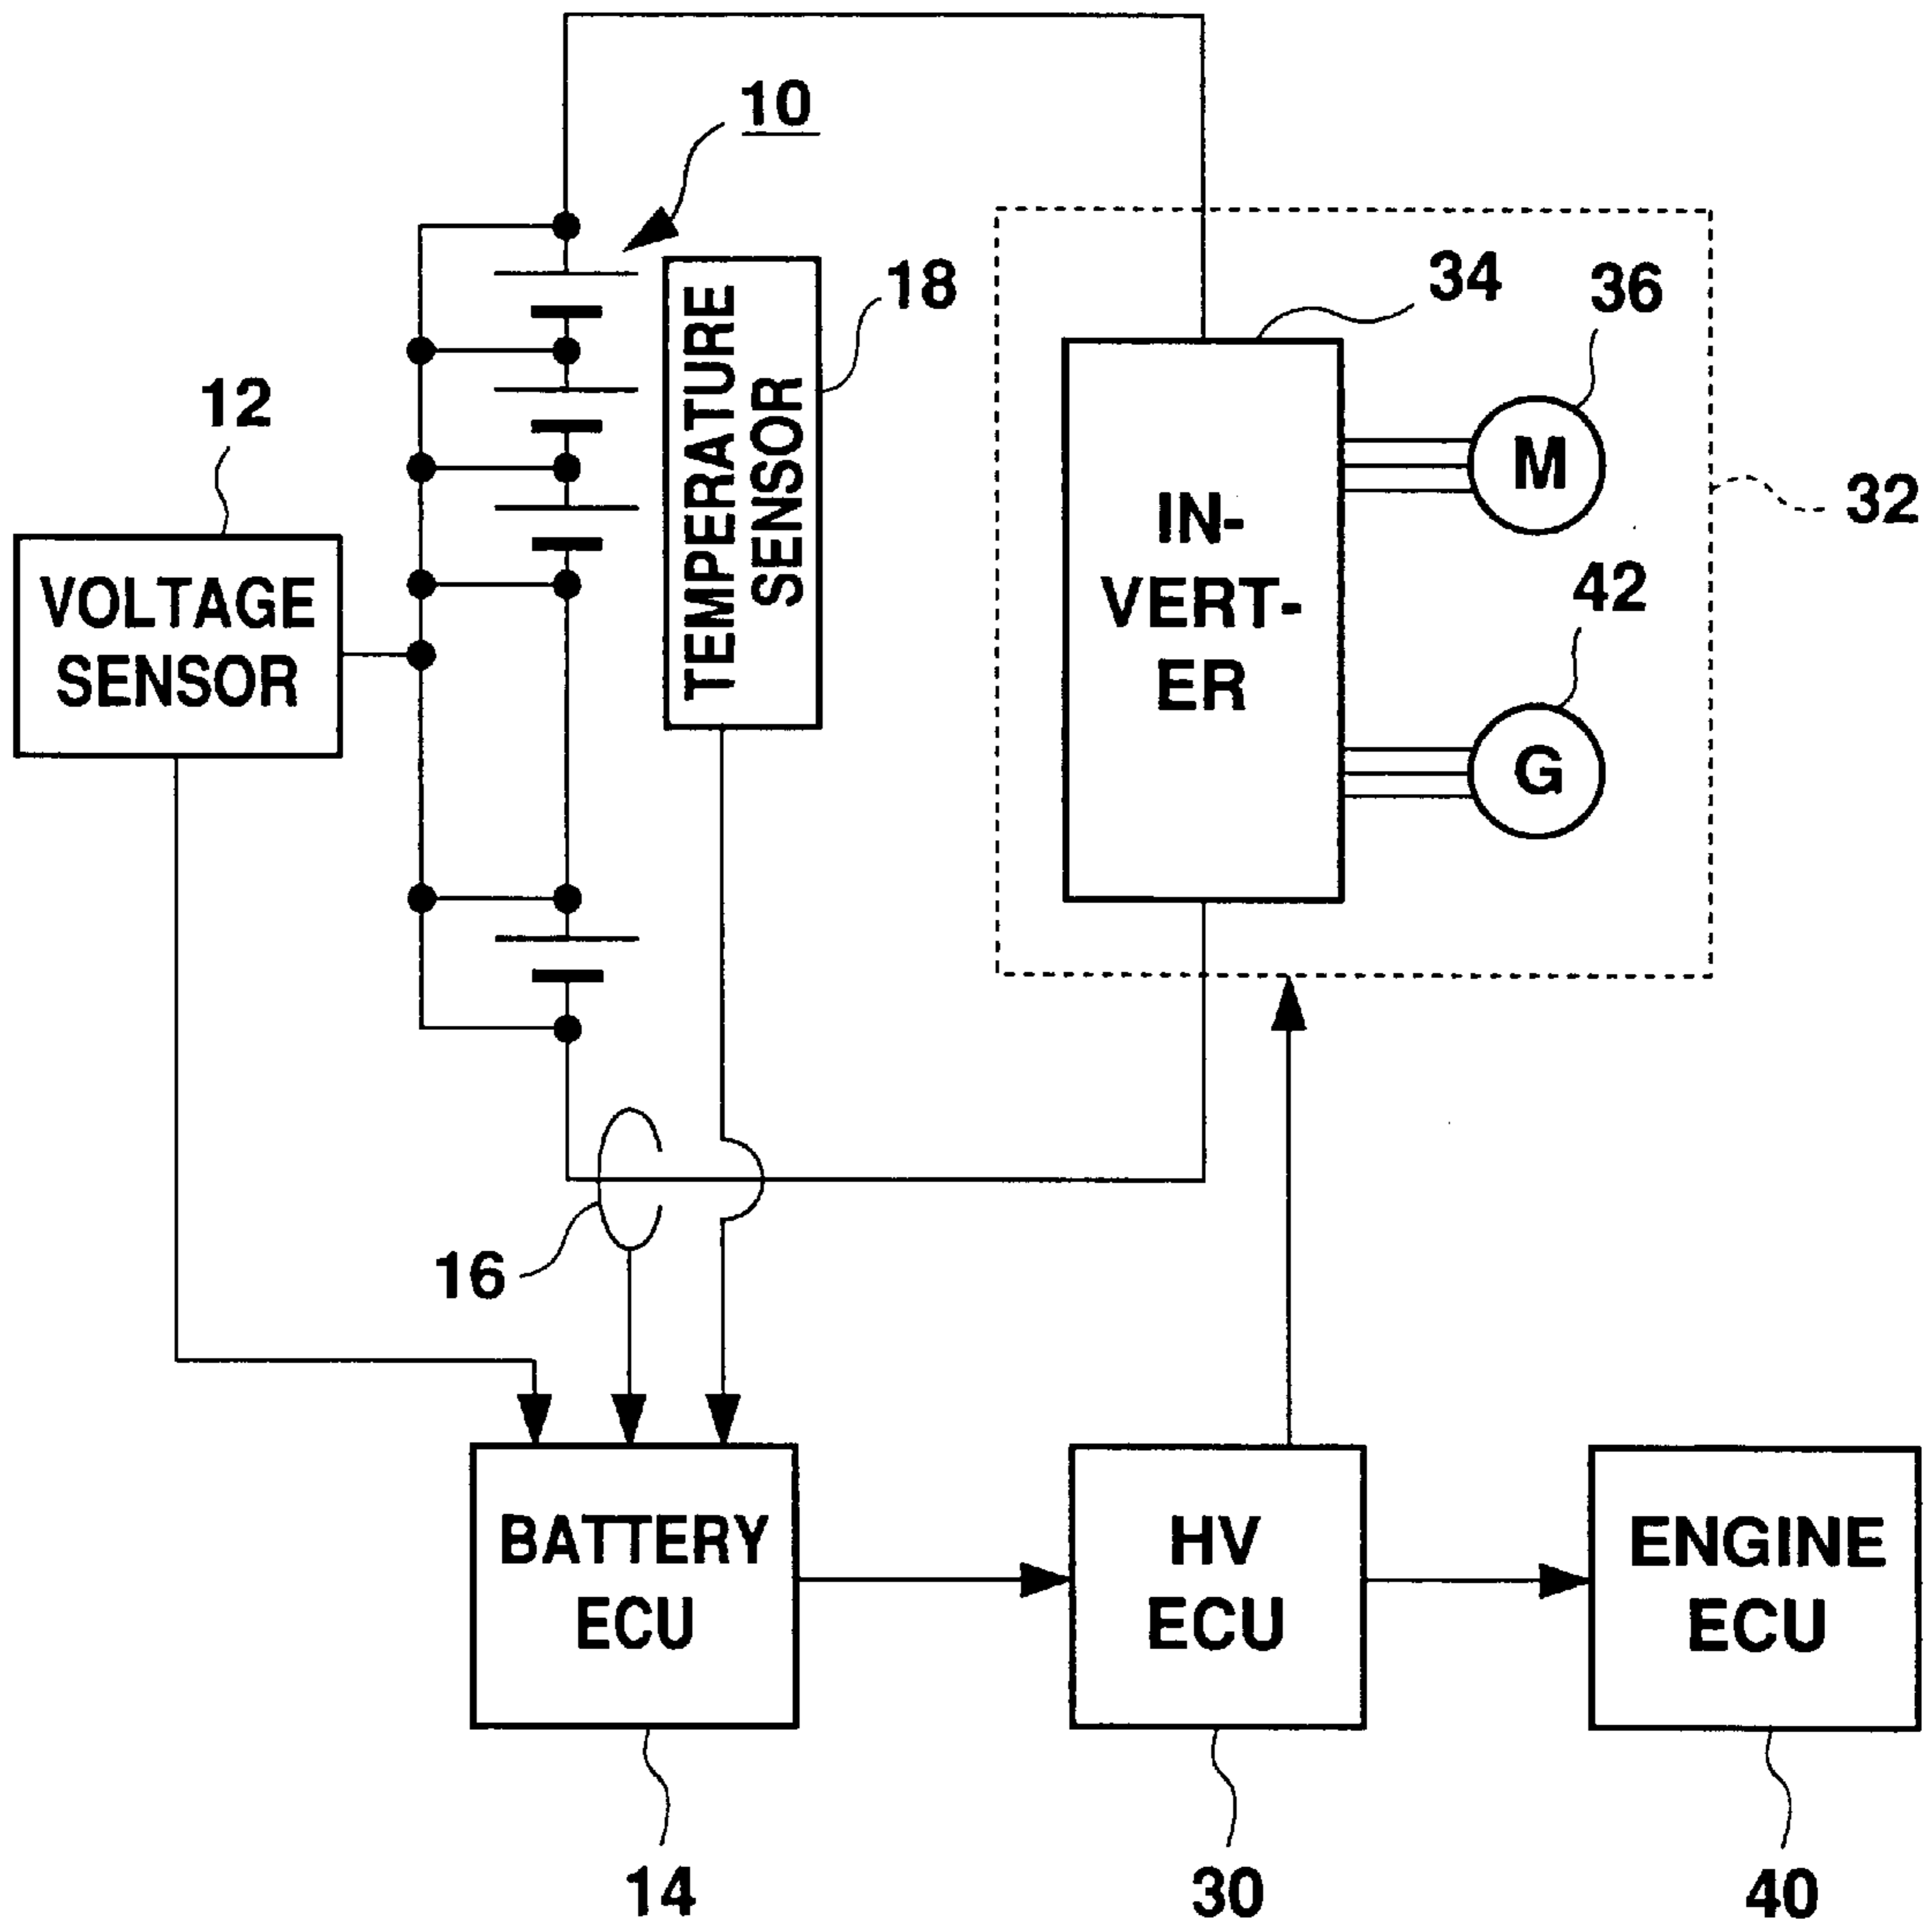 10
18
34
36
12
TEMPERATURE
SENSOR
M
32
IN-
VERT-
ER
42
VOLTAGE
SENSOR
G
16
BATTERY
ECU
HV
ECU
ENGINE
ECU
14
30
40